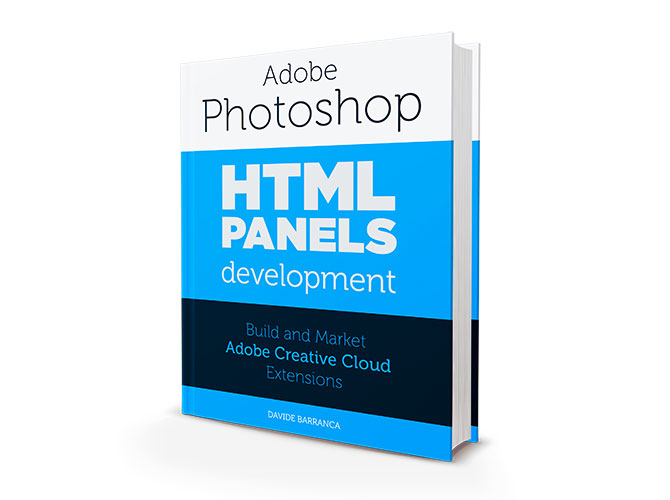 Adobe
Photoshop
HTML
PANELS
development
Build and Market
Adobe Creative Cloud
Extensions
DAVIDE BARRANCA